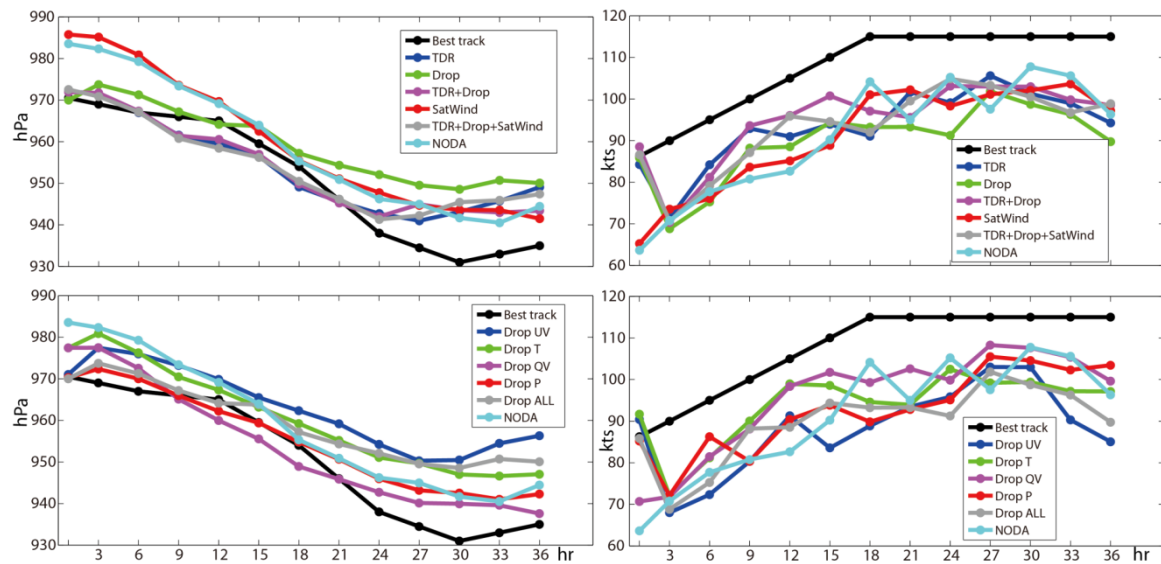 990
980
970
960
950
940
930
hPa
Best track
TDR
Drop
TDR+Drop
SatWind
TDR+Drop+SatWind
NODA
120
110
100
90
80
70
60
kts
Best track
TDR
Drop
TDR+Drop
SatWind
TDR+Drop+SatWind
NODA
990
980
970
960
950
940
930
hPa
Best track
Drop UV
Drop T
Drop QV
Drop P
Drop ALL
NODA
3 6 9 12 15 18 21 24 27 30 33 36 hr
120
110
100
90
80
70
60
kts
Best track
Drop UV
Drop T
Drop QV
Drop P
Drop ALL
NODA
3 6 9 12 15 18 21 24 27 30 33 36 hr